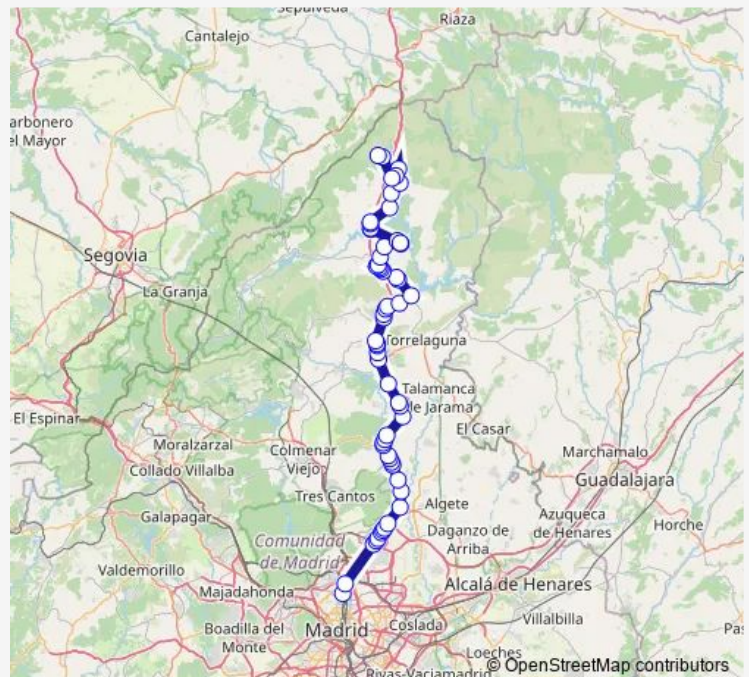 Sepúlveda
Riaza
Cantalejo
arbonero
el Mayor
Segovia
La Granja
Torrelaguna
Talamanca
de Jarama
El Espinar
El Casar
Moralzarzal
Colmenar
Viejo
Marchamalo
Collado Villalba
Guadalajara
Tres Cantos
Algete
Galapagar
Azuqueca
de Henares
Horche
Comunidad
de Madrid
Daganzo de
Arriba
Valdemorillo
Majadahonda
Alcalá de Henares
Boadilla del
Monte
Madrid
Coslada
Villalbilla
Pas
Loeches
Rivas-Vaciamadrid
© OpenStreetMap contributors